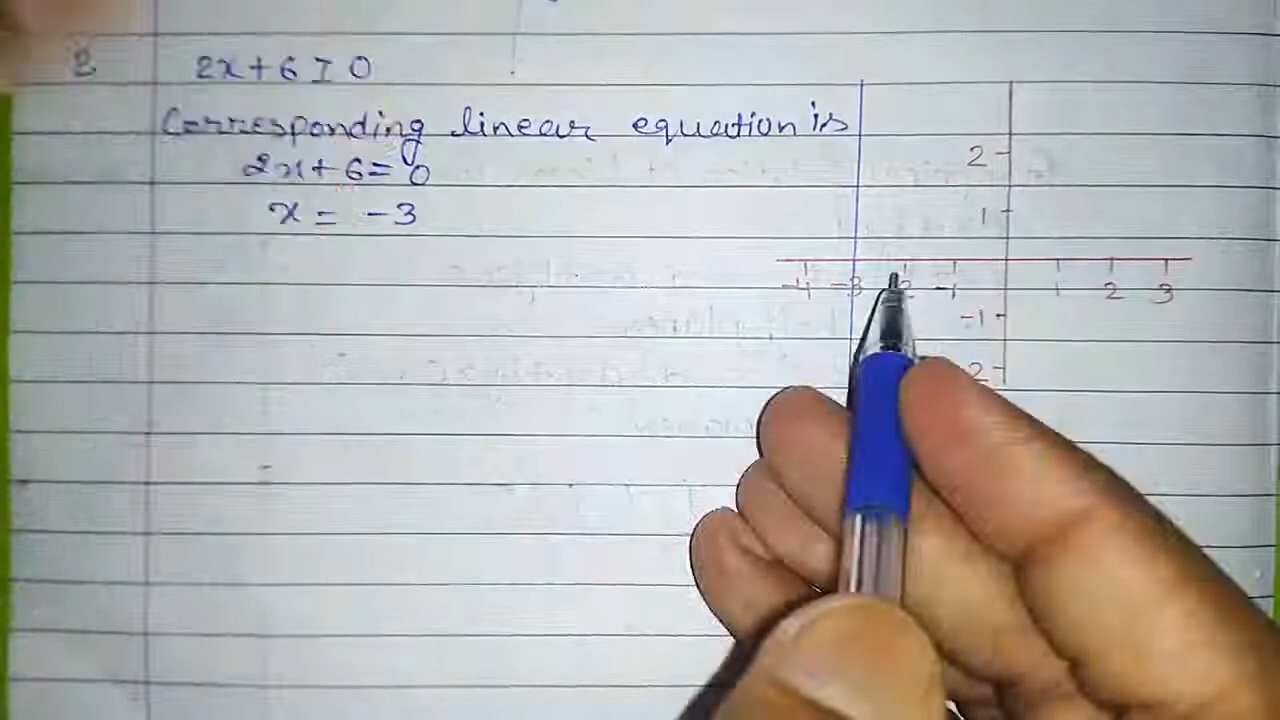 2 2x+6 ≥ 0
Corresponding linear equation is
2x+6=0
x = -3
2
1
-4 -3 -2 -1 1 2 3
-1
-2